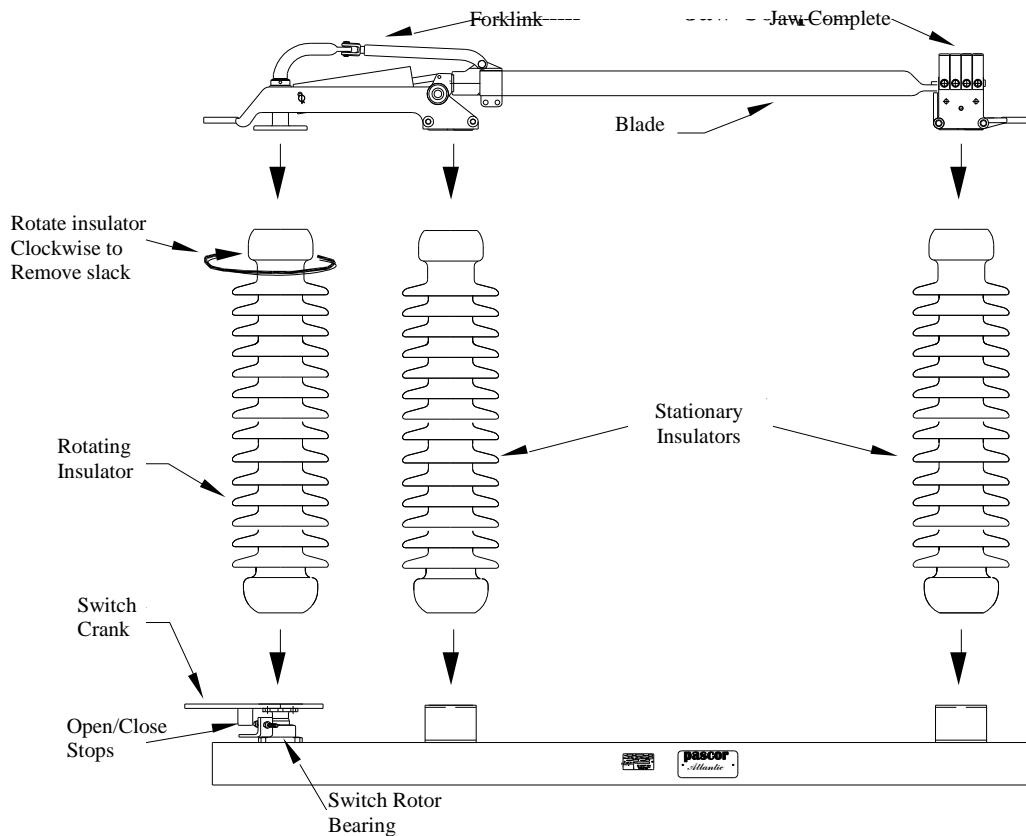 Forklink
Jaw Complete
Blade
Rotate insulator
Clockwise to
Remove slack
Stationary
Insulators
Rotating
Insulator
Switch
Crank
Open/Close
Stops
pascor
Atlantic
Switch Rotor
Bearing